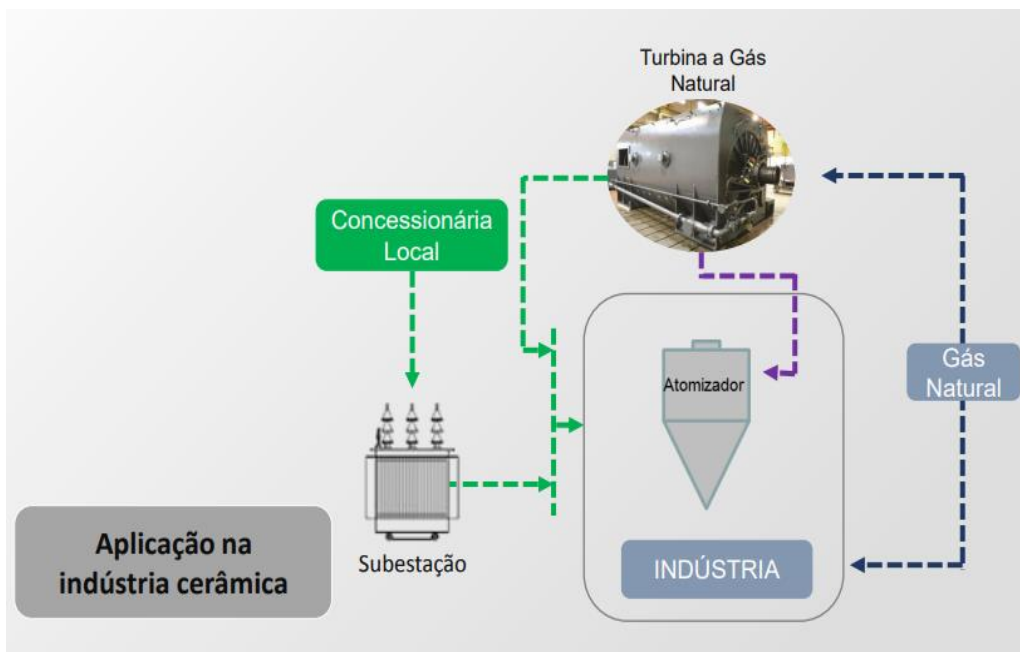 Turbina a Gás
Natural
Concessionária
Local
Gás
Natural
Atomizador
Subestação
INDÚSTRIA
Aplicação na
indústria cerâmica